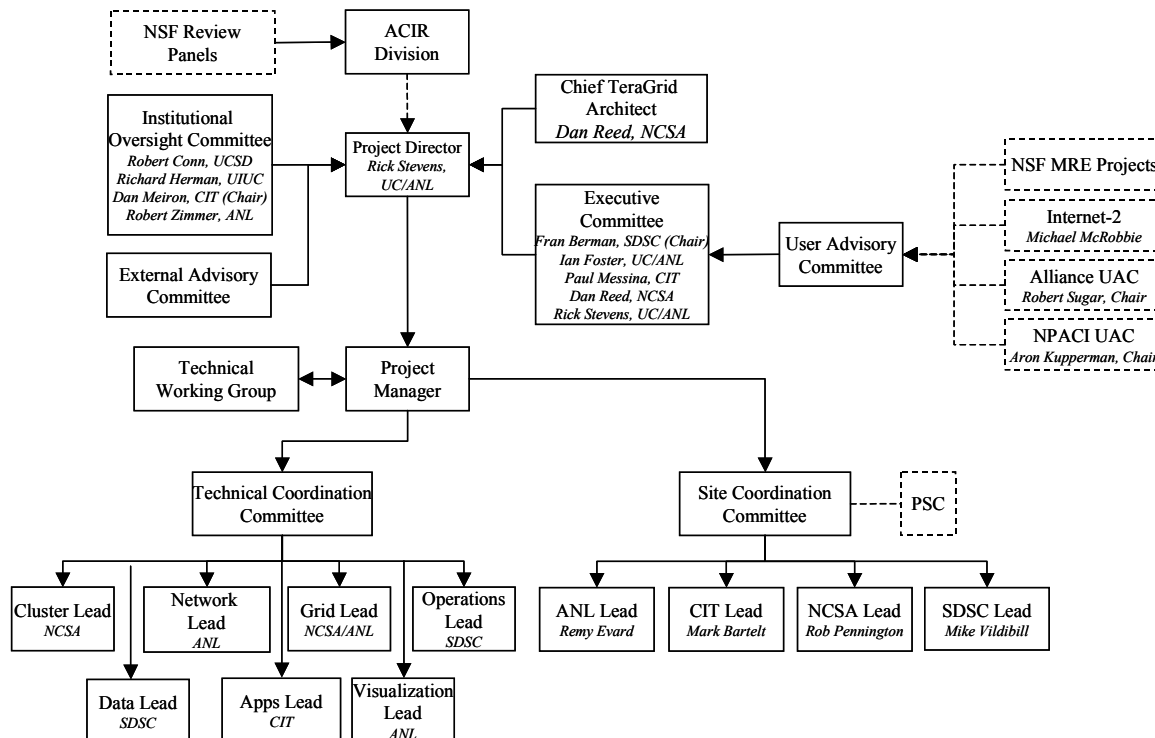 NSF Review
Panels
ACIR
Division
Chief TeraGrid
Architect
Dan Reed, NCSA
Institutional
Oversight Committee
Robert Conn, UCSD
Richard Herman, UIUC
Dan Meiron, CIT (Chair)
Robert Zimmer, ANL
Project Director
Rick Stevens,
UC/ANL
External Advisory
Committee
Executive
Committee
Fran Berman, SDSC (Chair)
Ian Foster, UC/ANL
Paul Messina, CIT
Dan Reed, NCSA
Rick Stevens, UC/ANL
User Advisory
Committee
NSF MRE Projects
Internet-2
Michael McRobbie
Alliance UAC
Robert Sugar, Chair
NPACI UAC
Aron Kupperman, Chair
Technical
Working Group
Project
Manager
Technical Coordination
Committee
Site Coordination
Committee
PSC
Cluster Lead
NCSA
Network
Lead
ANL
Grid Lead
NCSA/ANL
Operations
Lead
SDSC
Data Lead
SDSC
Apps Lead
CIT
Visualization
Lead
ANL
ANL Lead
Remy Evard
CIT Lead
Mark Bartelt
NCSA Lead
Rob Pennington
SDSC Lead
Mike Vildibill